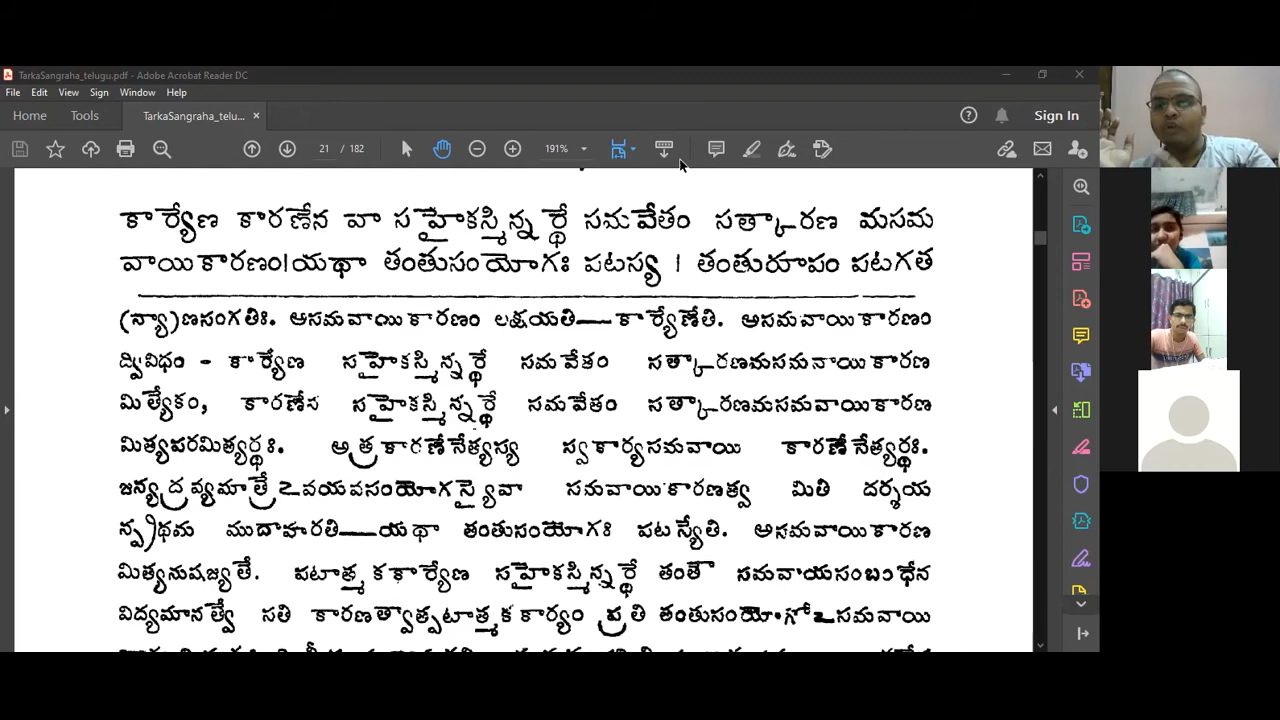 TarkaSangraha_telugu.pdf - Adobe Acrobat Reader DC
File Edit View Sign Window Help
Home Tools TarkaSangraha_telu... × Sign In
21 / 182 191%
కార్యేణ కారణేన వా సహైకస్మిన్నర్థే సమవేతం సత్కారణ మసమ
వాయికారణం।యథా తంతుసంయోగః పటస్య । తంతురూపం పటగత
(న్యా)ణసంగతిః. అసమవాయికారణం లక్షయతి—కార్యేణేతి. అసమవాయికారణం
ద్వివిధం - కార్యేణ సహైకస్మిన్నర్థే సమవేతం సత్కారణమసమవాయికారణ
మిత్యేకం, కారణేన సహైకస్మిన్నర్థే సమవేతం సత్కారణమసమవాయికారణ
మిత్యపరమిత్యర్థః. అత్రకారణేనేత్యస్య స్వకార్యసమవాయి కారణేనేత్యర్థః.
జన్యద్రవ్యమాత్రేఽవయవసంయోగస్యైవా సమవాయికారణత్వ మితి దర్శయ
న్ప్రథమ ముదాహరతి—యథా తంతుసంయోగః పటస్యేతి. అసమవాయికారణ
మిత్యనుషజ్యతే. పటాత్మకకార్యేణ సహైకస్మిన్నర్థే తంతౌ సమవాయసంబంధేన
విద్యమానత్వే సతి కారణత్వాత్పటాత్మకకార్యం ప్రతి తంతుసంయోగోఽసమవాయి